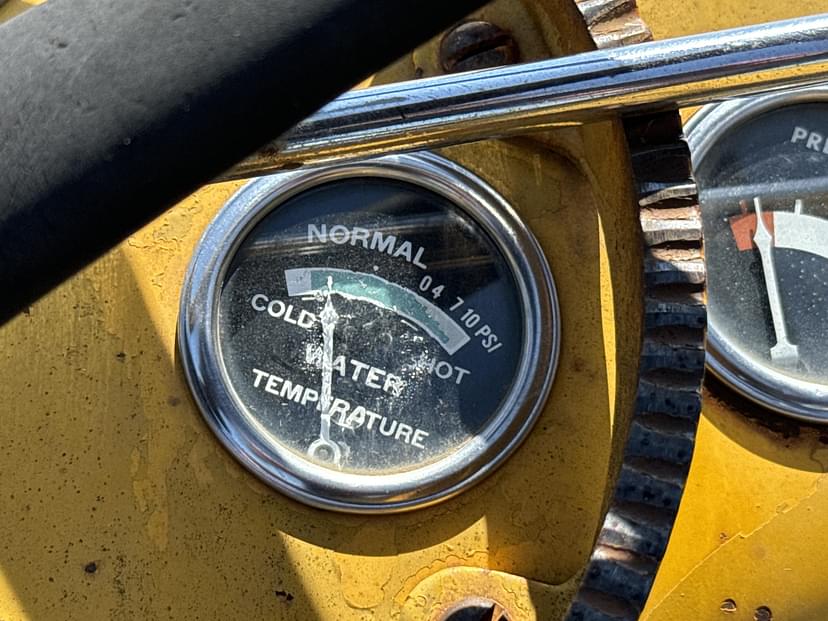 NORMAL
0 4 7 10 PSI
COLD
HOT
WATER
TEMPERATURE